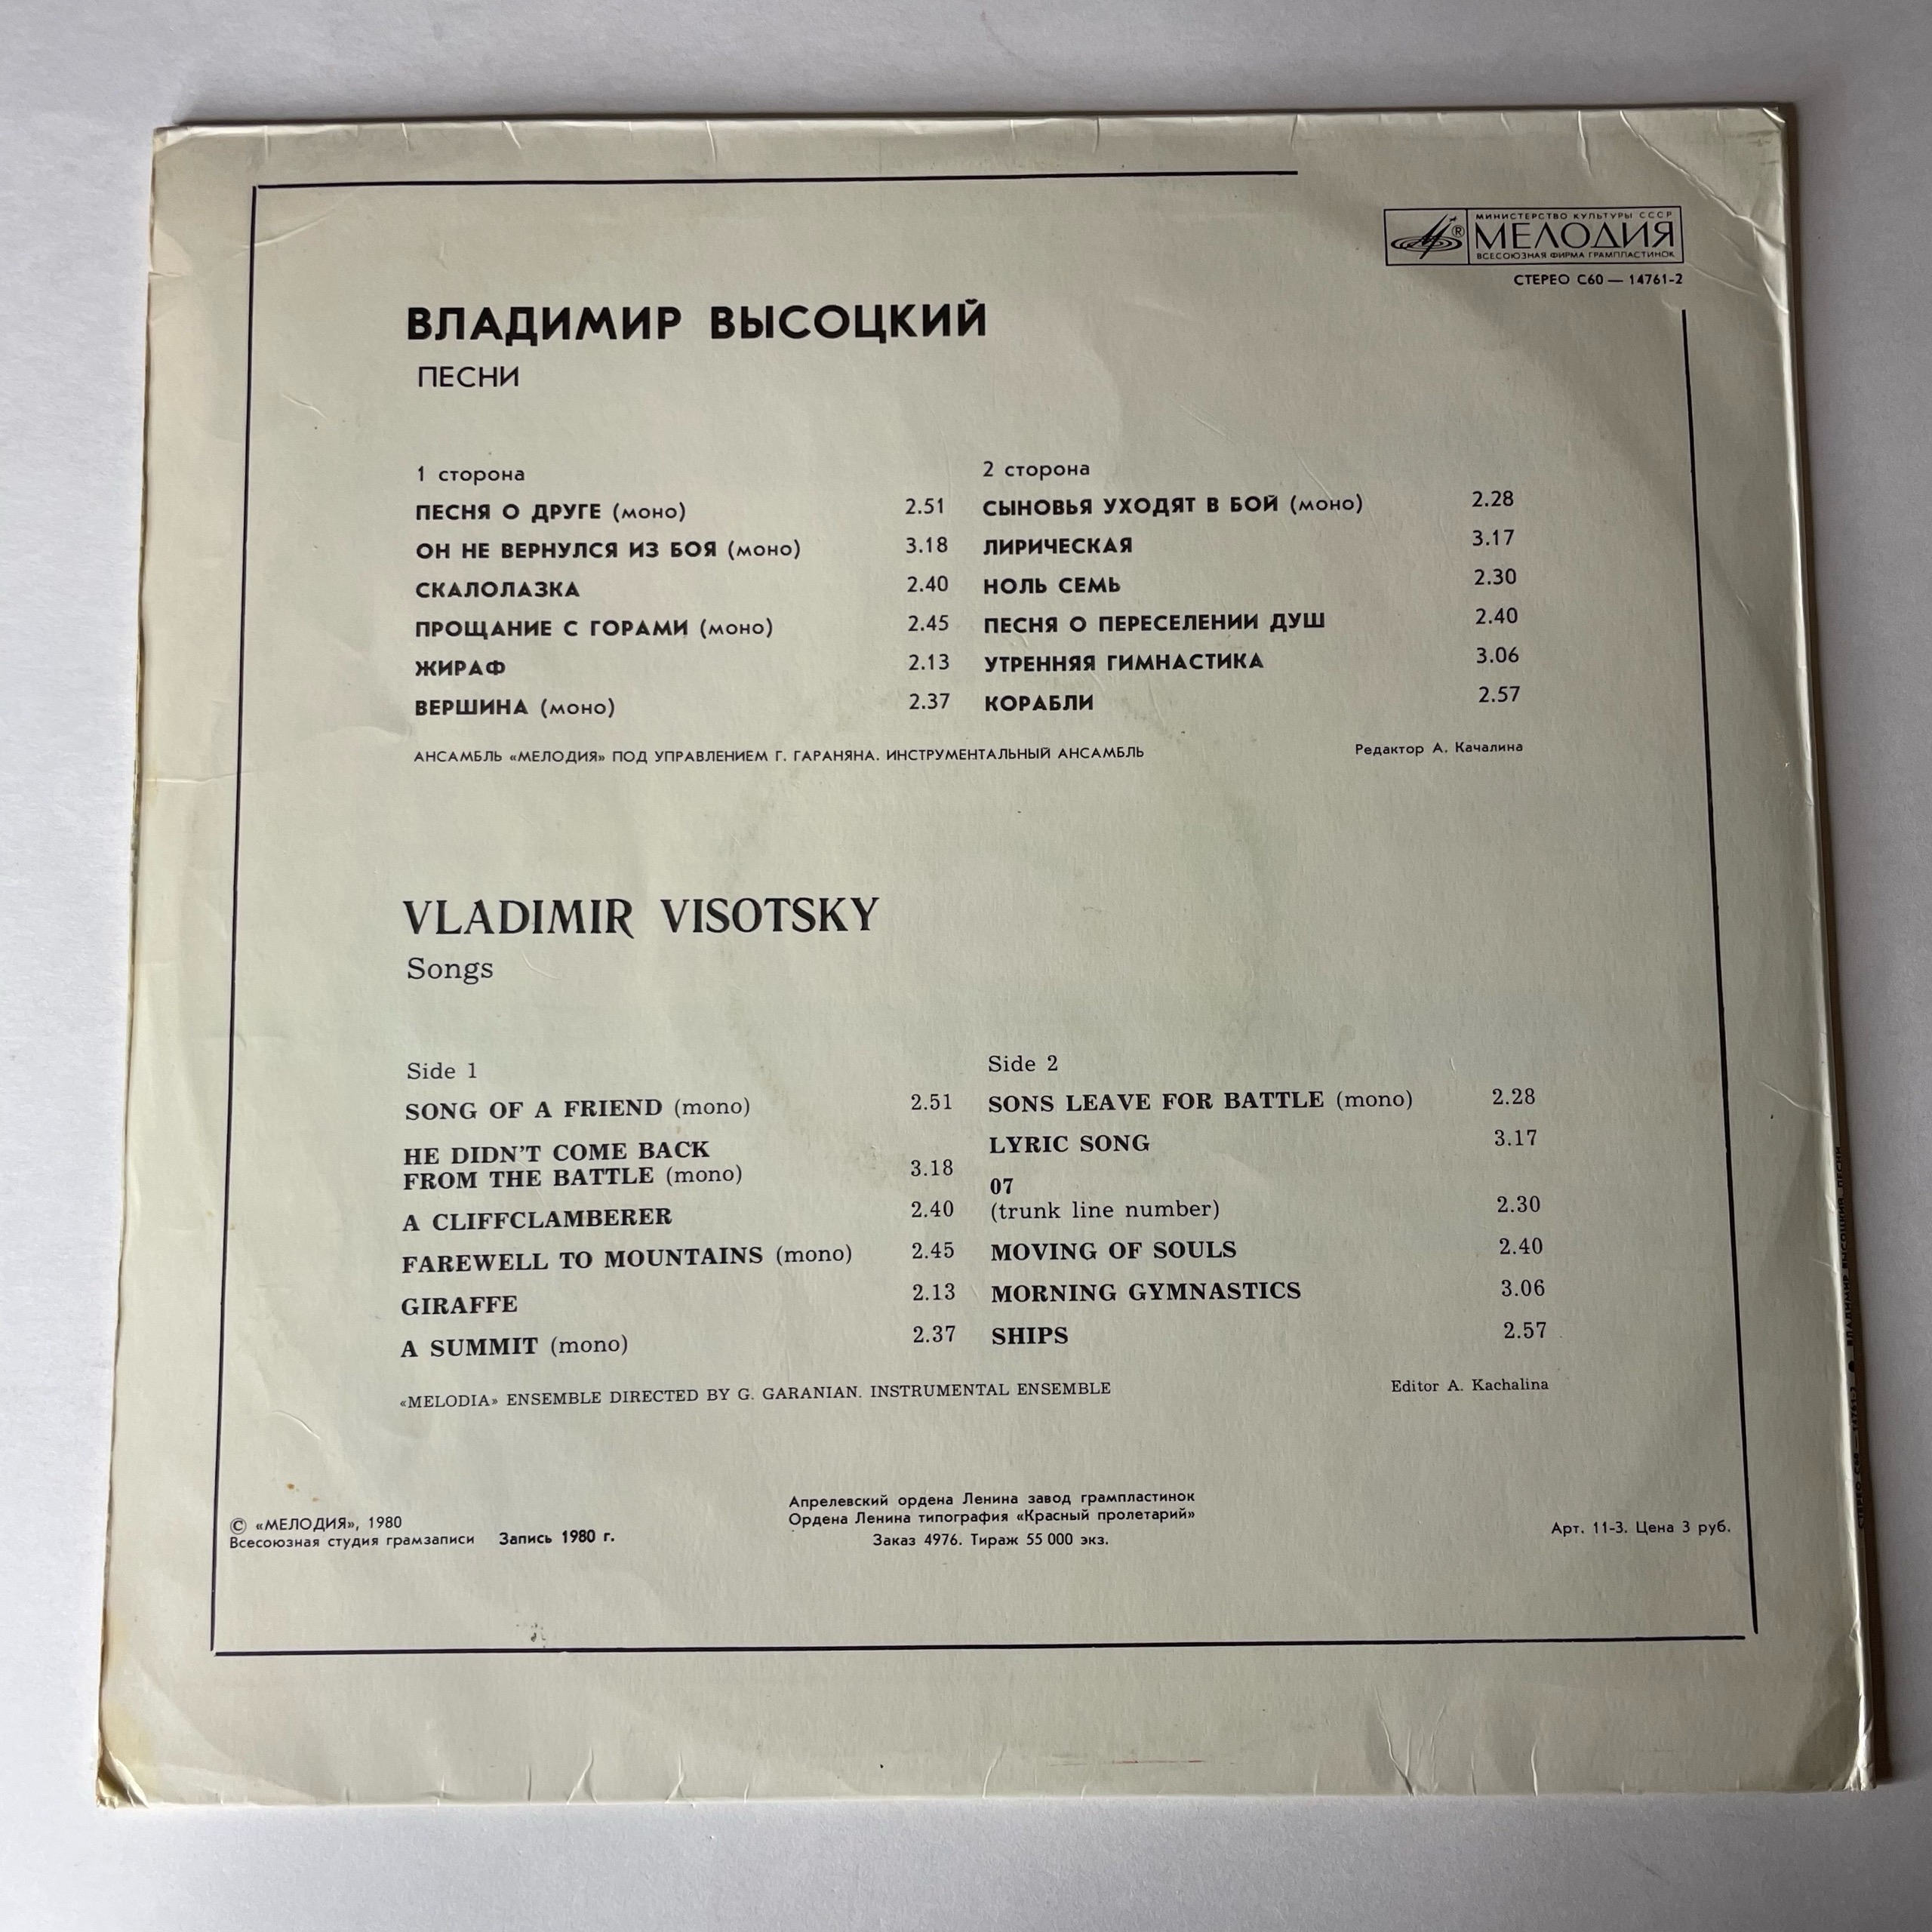 МИНИСТЕРСТВО КУЛЬТУРЫ СССР
® МЕЛОДИЯ
ВСЕСОЮЗНАЯ ФИРМА ГРАМПЛАСТИНОК
СТЕРЕО С60 — 14761-2
ВЛАДИМИР ВЫСОЦКИЙ
ПЕСНИ
1 сторона
ПЕСНЯ О ДРУГЕ (моно) 2.51
ОН НЕ ВЕРНУЛСЯ ИЗ БОЯ (моно) 3.18
СКАЛОЛАЗКА 2.40
ПРОЩАНИЕ С ГОРАМИ (моно) 2.45
ЖИРАФ 2.13
ВЕРШИНА (моно) 2.37
2 сторона
СЫНОВЬЯ УХОДЯТ В БОЙ (моно) 2.28
ЛИРИЧЕСКАЯ 3.17
НОЛЬ СЕМЬ 2.30
ПЕСНЯ О ПЕРЕСЕЛЕНИИ ДУШ 2.40
УТРЕННЯЯ ГИМНАСТИКА 3.06
КОРАБЛИ 2.57
АНСАМБЛЬ «МЕЛОДИЯ» ПОД УПРАВЛЕНИЕМ Г. ГАРАНЯНА. ИНСТРУМЕНТАЛЬНЫЙ АНСАМБЛЬ
Редактор А. Качалина
VLADIMIR VISOTSKY
Songs
Side 1
SONG OF A FRIEND (mono) 2.51
HE DIDN'T COME BACK
FROM THE BATTLE (mono) 3.18
A CLIFFCLAMBERER 2.40
FAREWELL TO MOUNTAINS (mono) 2.45
GIRAFFE 2.13
A SUMMIT (mono) 2.37
Side 2
SONS LEAVE FOR BATTLE (mono) 2.28
LYRIC SONG 3.17
07
(trunk line number) 2.30
MOVING OF SOULS 2.40
MORNING GYMNASTICS 3.06
SHIPS 2.57
«MELODIA» ENSEMBLE DIRECTED BY G. GARANIAN. INSTRUMENTAL ENSEMBLE
Editor A. Kachalina
© «МЕЛОДИЯ», 1980
Всесоюзная студия грамзаписи Запись 1980 г.
Апрелевский ордена Ленина завод грампластинок
Ордена Ленина типография «Красный пролетарий»
Заказ 4976. Тираж 55 000 экз.
Арт. 11-3. Цена 3 руб.
ВЛАДИМИР ВЫСОЦКИЙ. ПЕСНИ